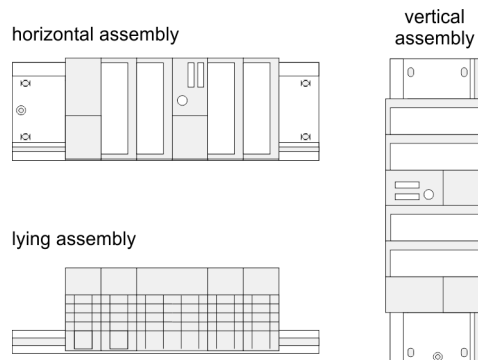 horizontal assembly
vertical
assembly
lying assembly